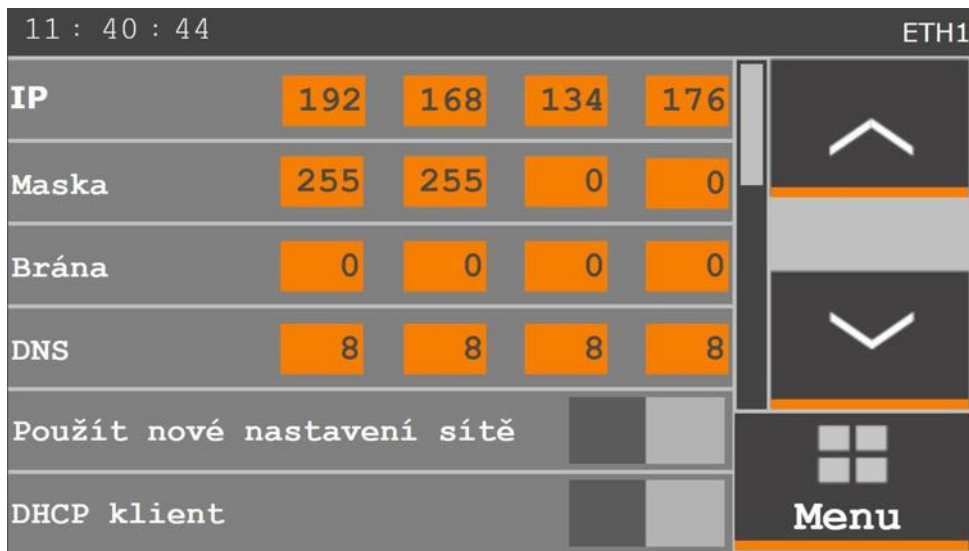 11 : 40 : 44 ETH1
IP 192 168 134 176
Maska 255 255 0 0
Brána 0 0 0 0
DNS 8 8 8 8
Použít nové nastavení sítě
DHCP klient
Menu